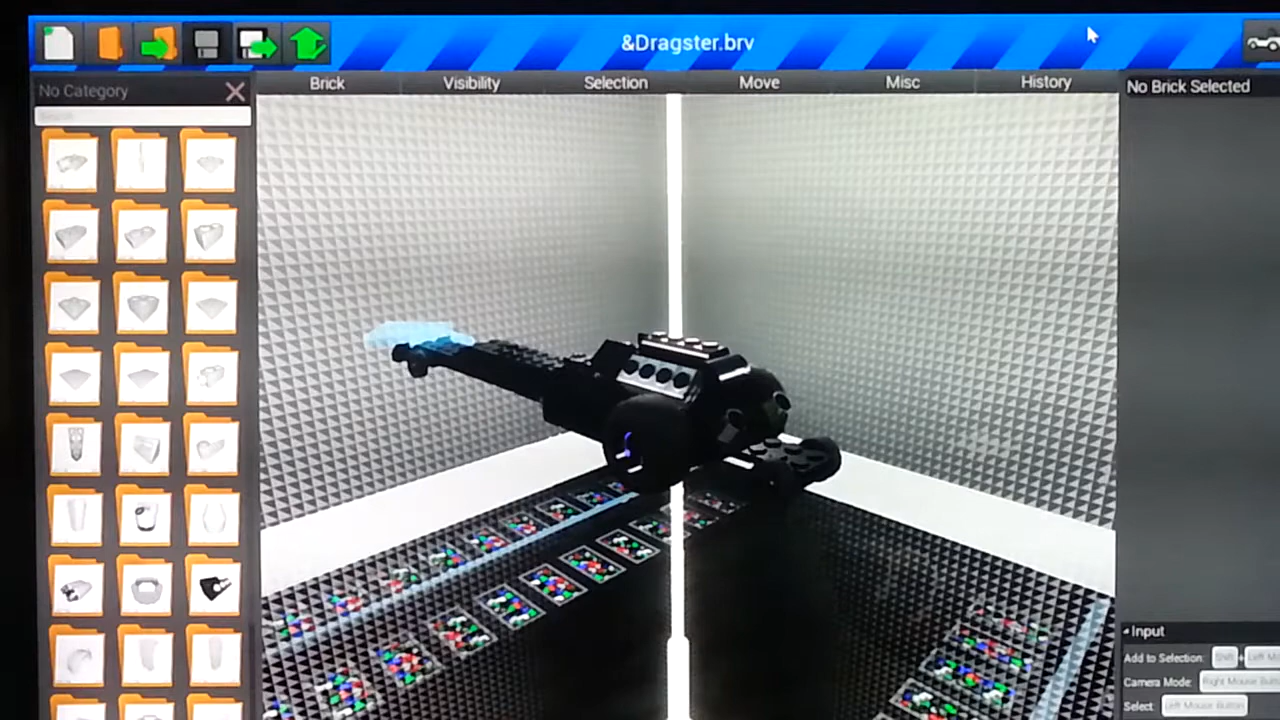 &Dragster.brv
No Category
Brick
Visibility
Selection
Move
Misc
History
No Brick Selected
Input
Add to Selection:
Shift
+
Camera Mode:
Right Mouse
Select
Left Mouse Button